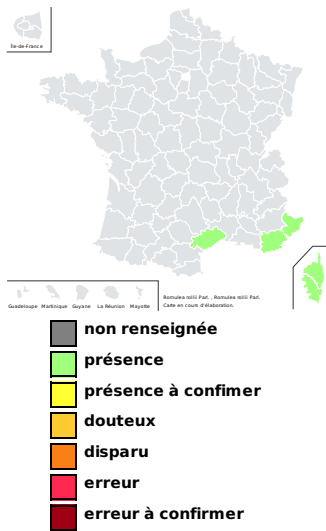 Île-de-France
Guadeloupe Martinique Guyane La Réunion Mayotte
Romulea rollii Parl. , Romulea rollii Parl.
Carte en cours d'élaboration.
non renseignée
présence
présence à confimer
douteux
disparu
erreur
erreur à confirmer